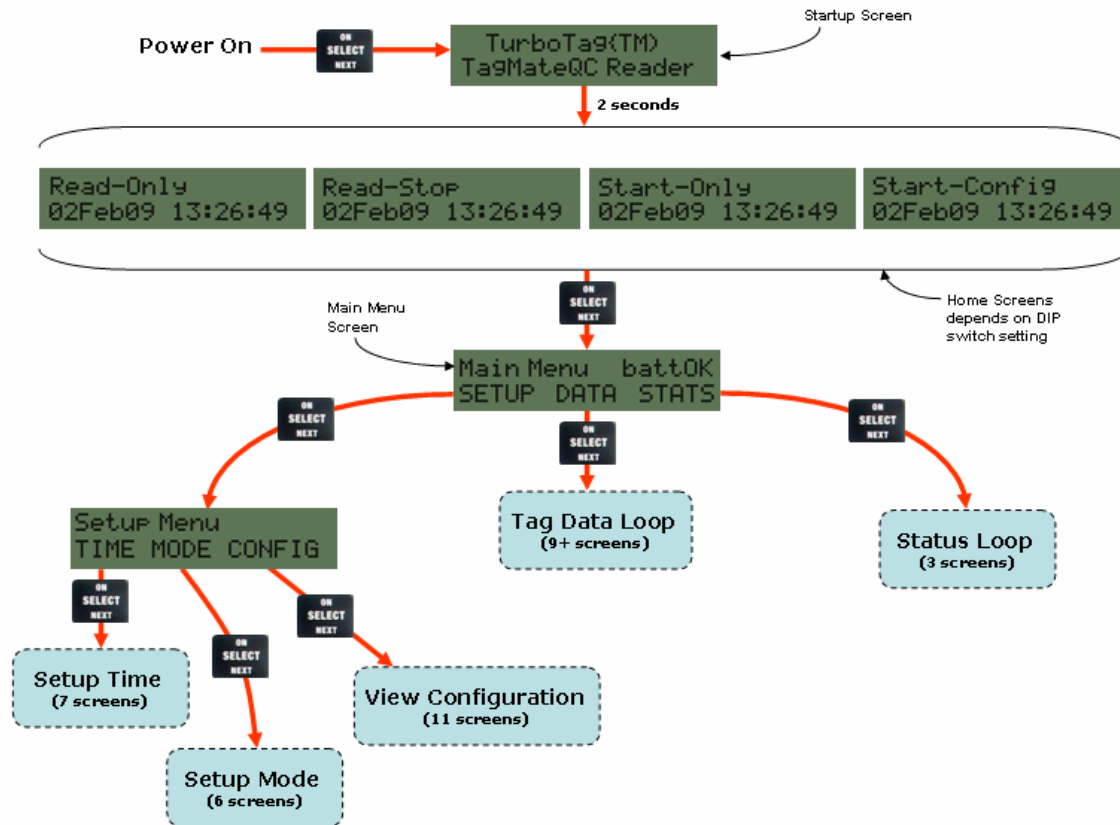 Startup Screen
Power On
ON
SELECT
NEXT
TurboTag(TM)
TagMateQC Reader
2 seconds
Read-Only
02Feb09 13:26:49
Read-Stop
02Feb09 13:26:49
Start-Only
02Feb09 13:26:49
Start-Config
02Feb09 13:26:49
ON
SELECT
NEXT
Home Screens
depends on DIP
switch setting
Main Menu
Screen
Main Menu battOK
SETUP DATA STATS
ON
SELECT
NEXT
ON
SELECT
NEXT
ON
SELECT
NEXT
Setup Menu
TIME MODE CONFIG
Tag Data Loop
(9+ screens)
Status Loop
(3 screens)
ON
SELECT
NEXT
ON
SELECT
NEXT
ON
SELECT
NEXT
Setup Time
(7 screens)
View Configuration
(11 screens)
Setup Mode
(6 screens)